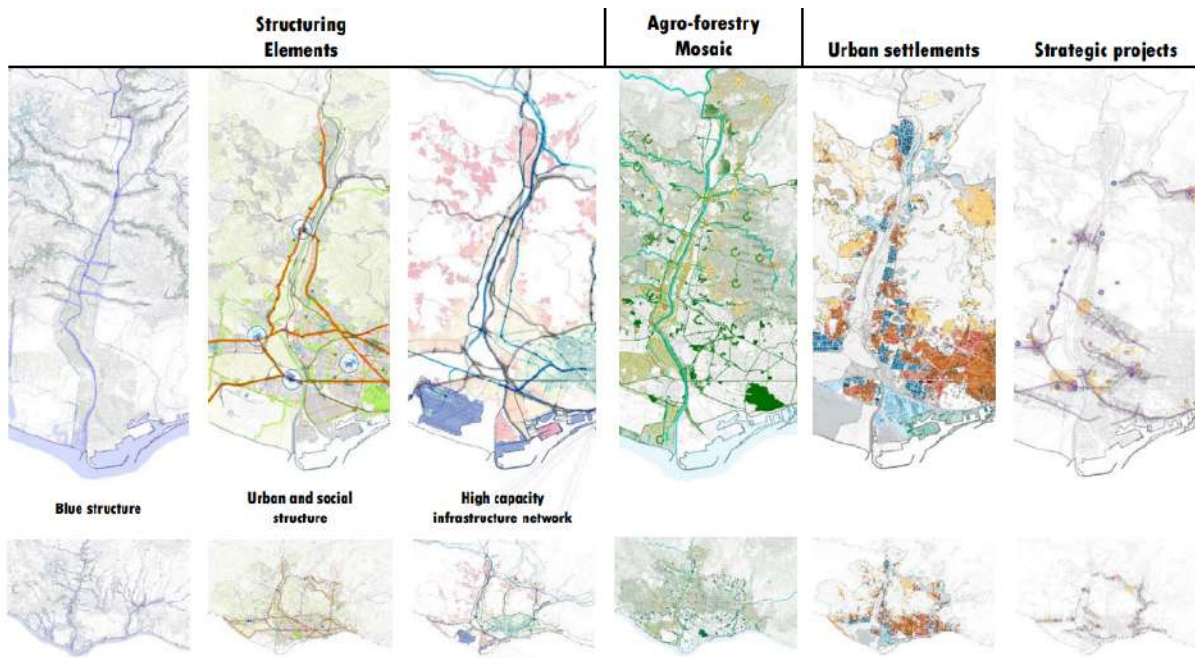 Structuring
Elements
Agro-forestry
Mosaic
Urban settlements
Strategic projects
Blue structure
Urban and social
structure
High capacity
infrastructure network